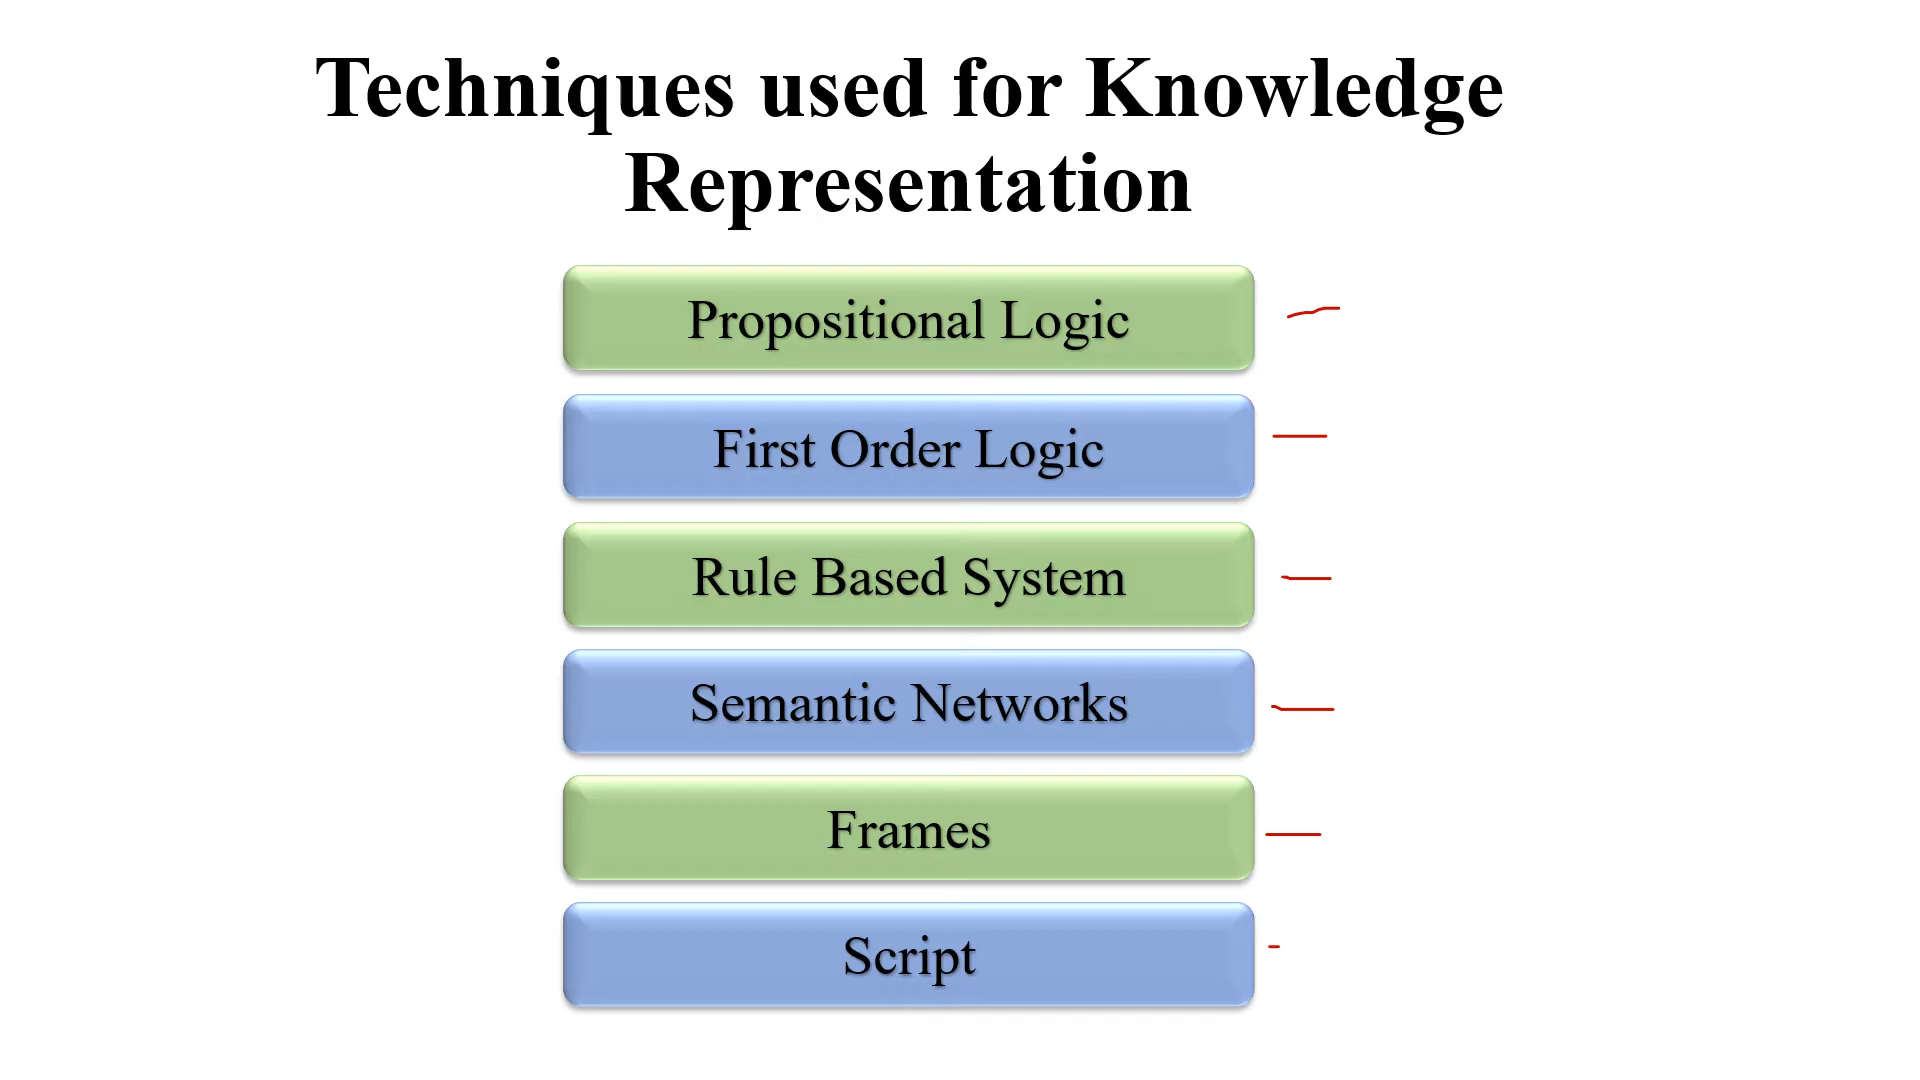 Techniques used for Knowledge
Representation
Propositional Logic
First Order Logic
Rule Based System
Semantic Networks
Frames
Script